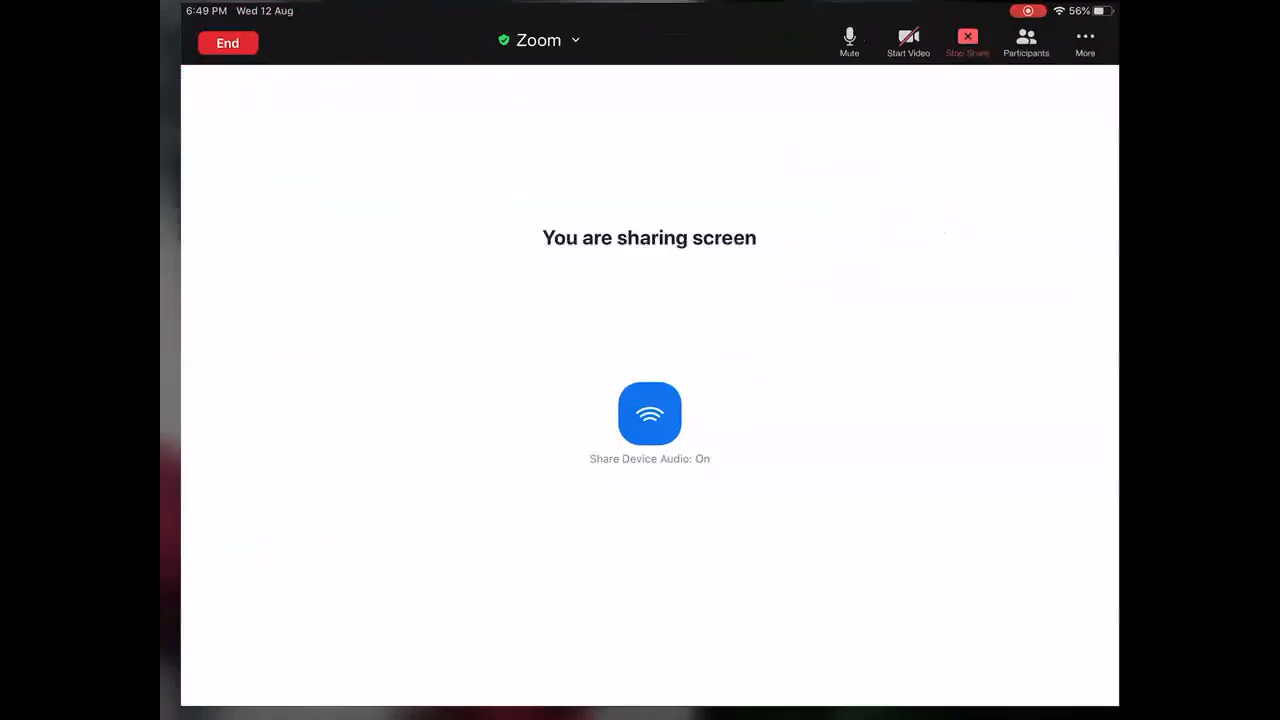 6:49 PM Wed 12 Aug 56%
End Zoom Mute Start Video Stop Share Participants More
You are sharing screen
Share Device Audio: On